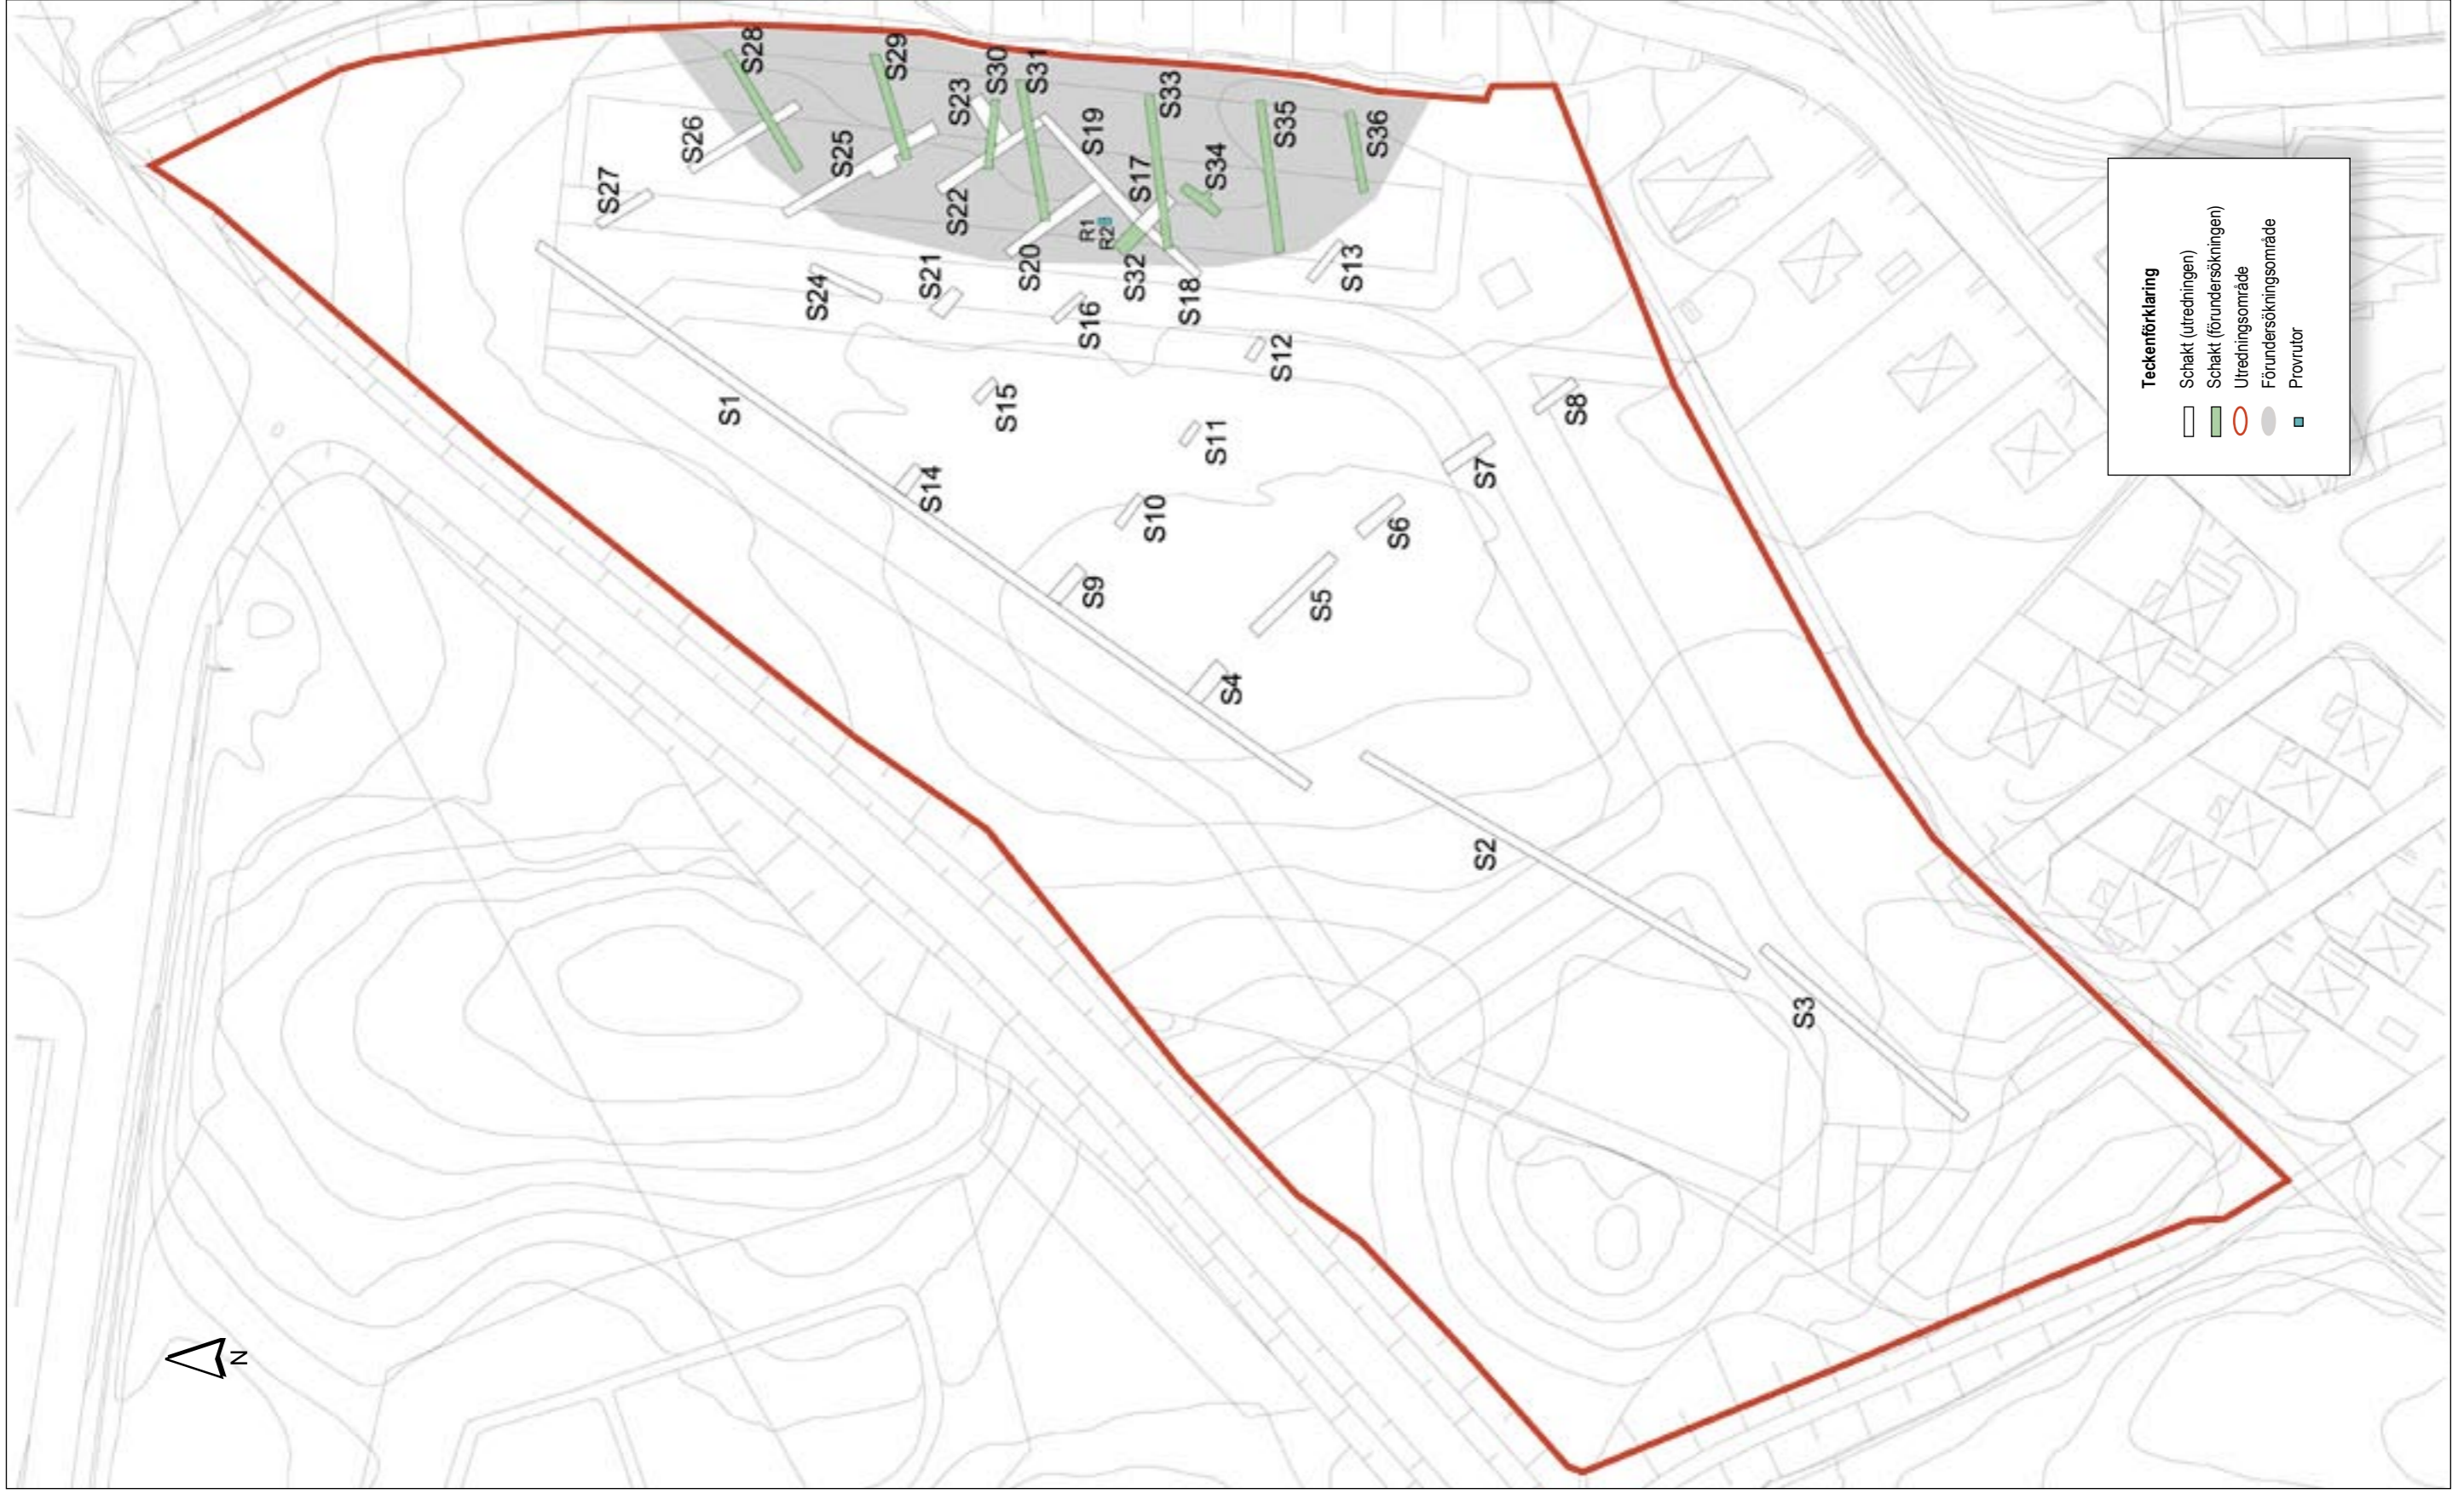 S28
S29
S30
S31
S23
S26
S25
S19
S33
S35
S36
S27
S22
S17
S34
R1
R2
S21
S20
S32
S13
S24
S18
S16
S12
S1
S15
S8
S11
S14
S7
S10
S6
S9
S5
S4
S2
S3
N
Teckenförklaring
Schakt (utredningen)
Schakt (förundersökningen)
Utredningsområde
Förundersökningsområde
Provrutor